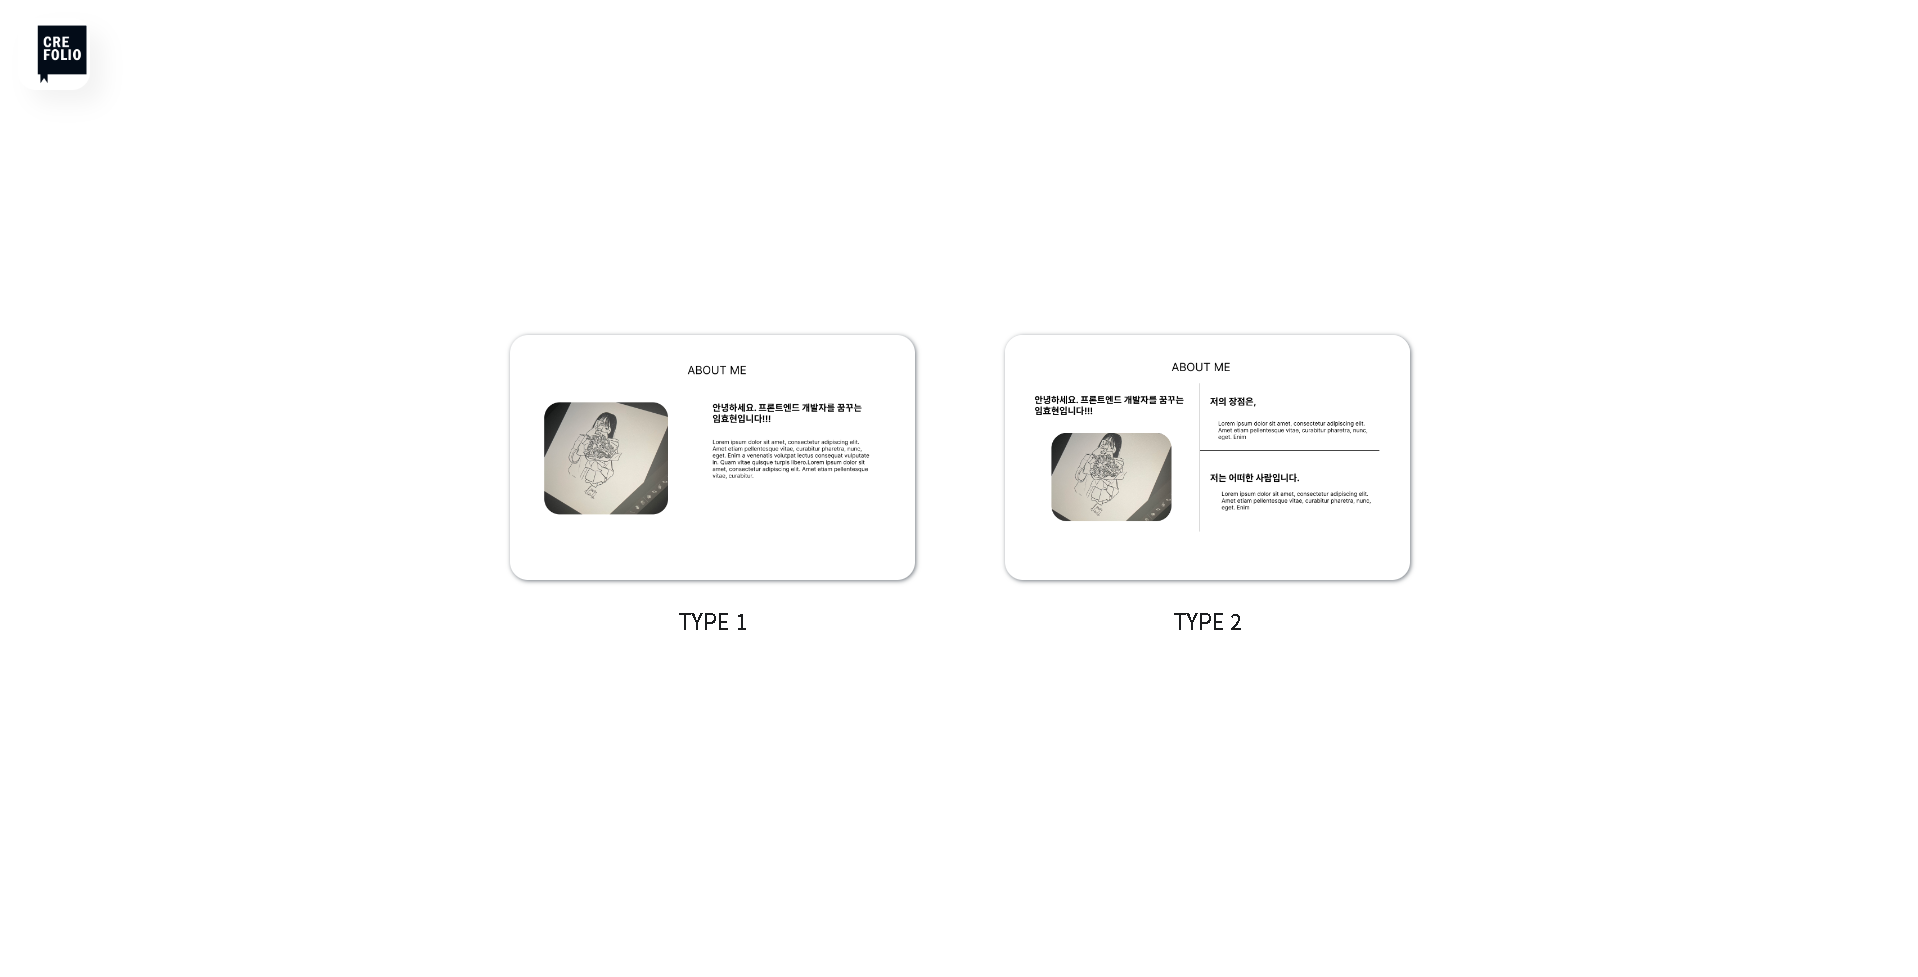 CRE
FOLIO
ABOUT ME
안녕하세요. 프론트엔드 개발자를 꿈꾸는
임효현입니다!!!
Lorem ipsum dolor sit amet, consectetur adipiscing elit.
Amet etiam pellentesque vitae, curabitur pharetra, nunc,
eget. Enim a venenatis volutpat lectus consequat vulputate
in. Quam vitae quisque turpis libero.Lorem ipsum dolor sit
amet, consectetur adipiscing elit. Amet etiam pellentesque
vitae, curabitur.
TYPE 1
ABOUT ME
안녕하세요. 프론트엔드 개발자를 꿈꾸는
임효현입니다!!!
저의 장점은,
Lorem ipsum dolor sit amet, consectetur adipiscing elit.
Amet etiam pellentesque vitae, curabitur pharetra, nunc,
eget. Enim
저는 어떠한 사람입니다.
Lorem ipsum dolor sit amet, consectetur adipiscing elit.
Amet etiam pellentesque vitae, curabitur pharetra, nunc,
eget. Enim
TYPE 2